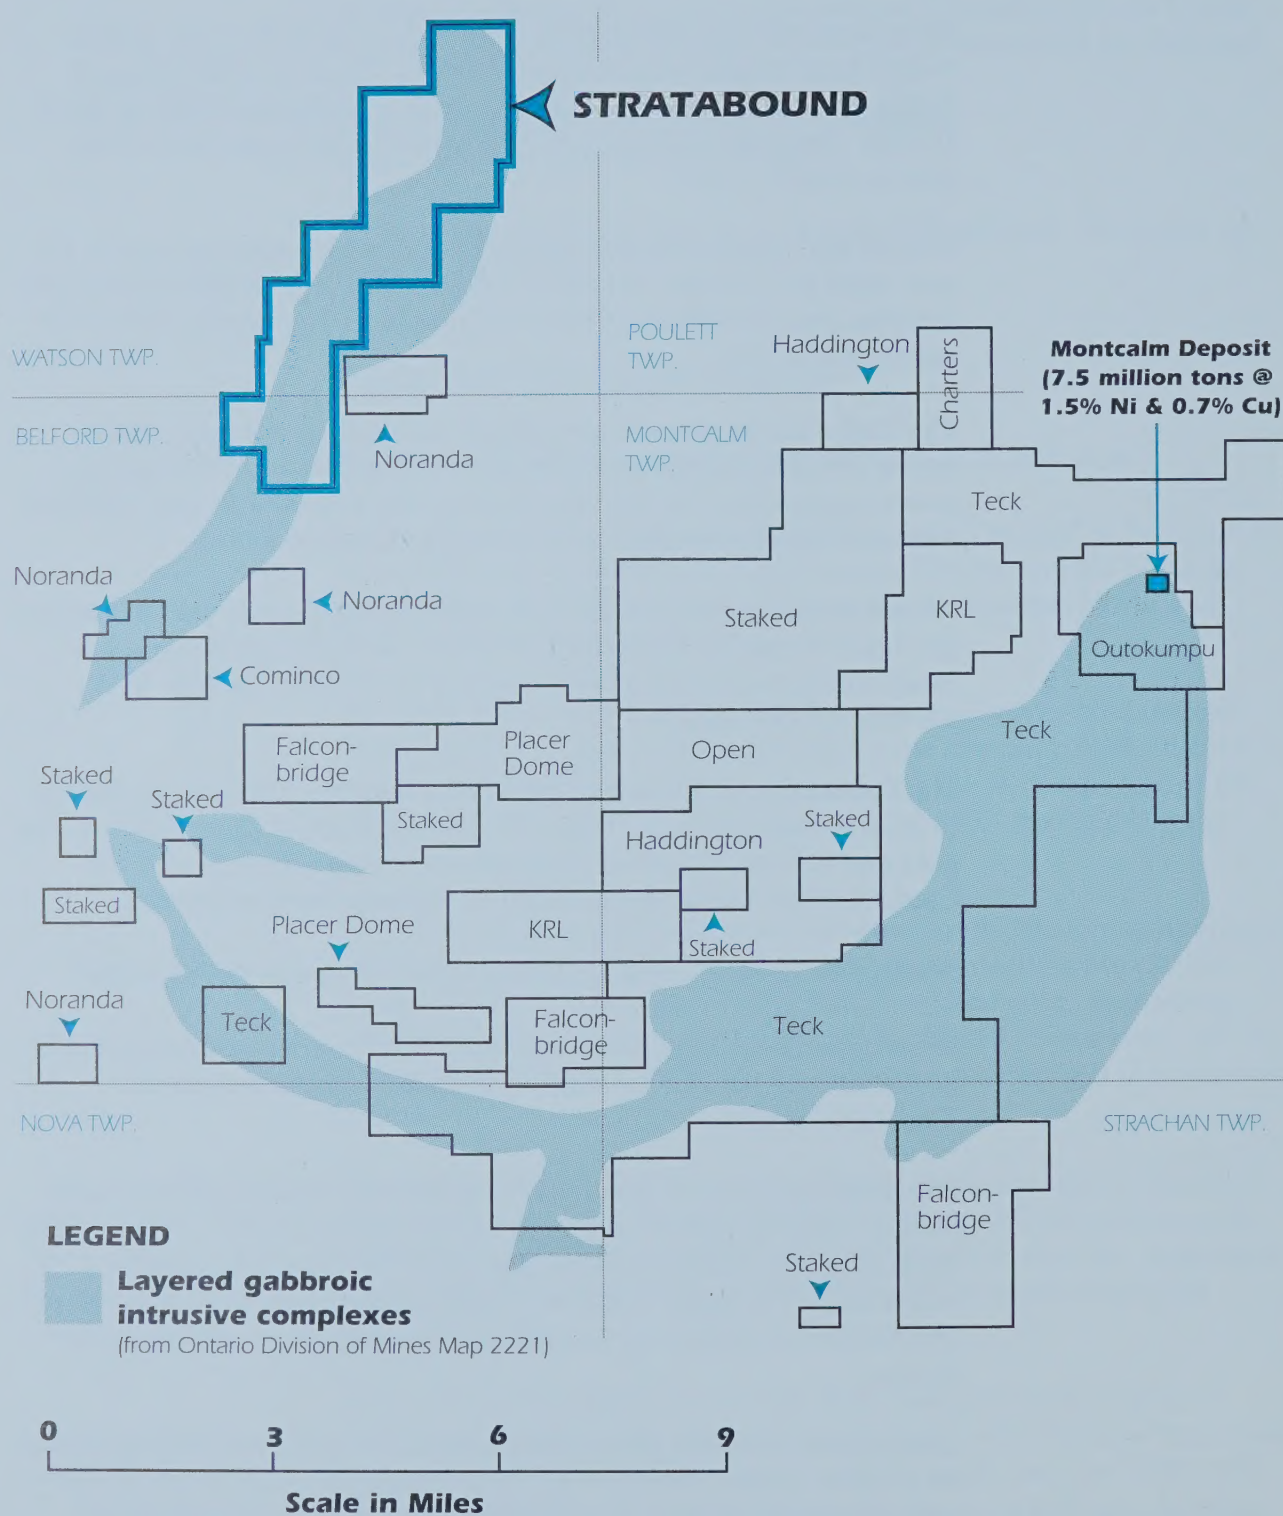 STRATABOUND
WATSON TWP.
POULETT
TWP.
Haddington
Charters
Montcalm Deposit
(7.5 million tons @
1.5% Ni & 0.7% Cu)
BELFORD TWP.
Noranda
MONTCALM
TWP.
Teck
Noranda
Noranda
Staked
KRL
Outokumpu
Cominco
Falcon-
bridge
Placer
Dome
Open
Teck
Staked
Staked
Staked
Haddington
Staked
Staked
Placer Dome
KRL
Staked
Noranda
Teck
Falcon-
bridge
Teck
NOVA TWP.
STRACHAN TWP.
Falcon-
bridge
LEGEND
Layered gabbroic
intrusive complexes
(from Ontario Division of Mines Map 2221)
Staked
0 3 6 9
Scale in Miles